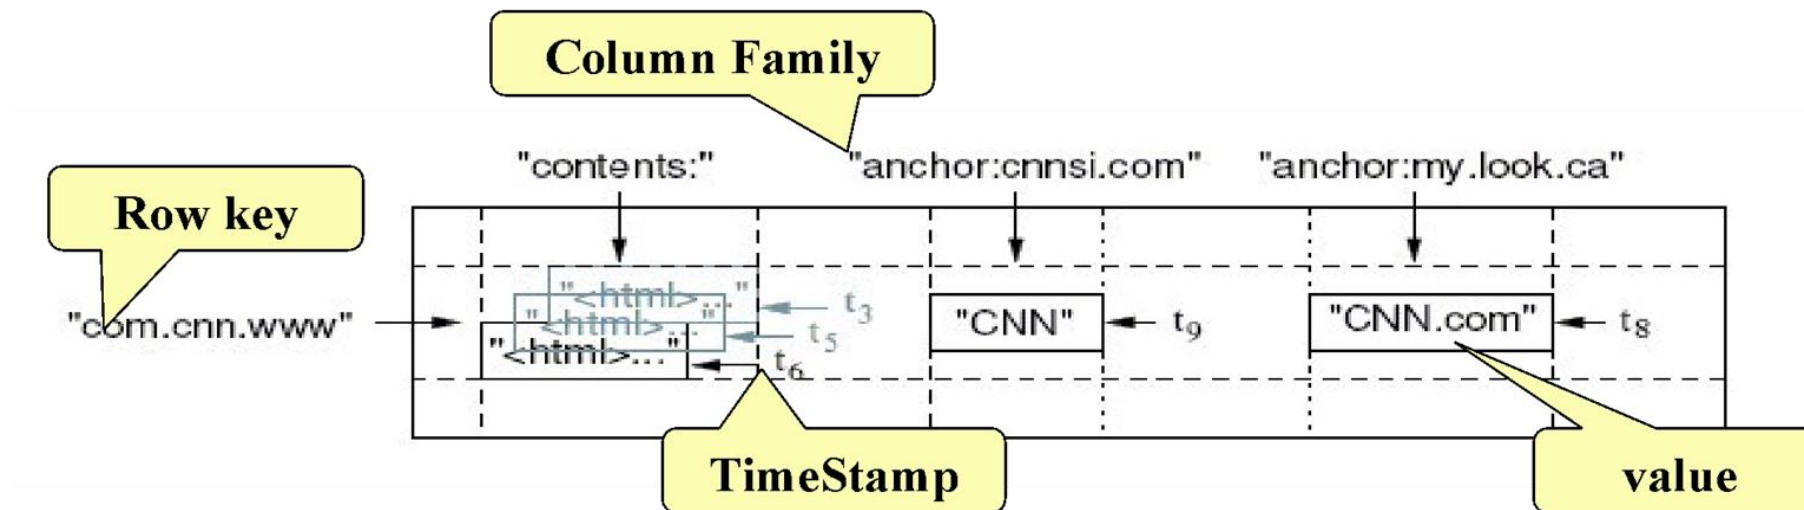 Column Family
"contents:" "anchor:cnnsi.com" "anchor:my.look.ca"
Row key
"<html>..." t3
"com.cnn.www" "<html>..." t5 "CNN" t9 "CNN.com" t8
"<html>..." t6
TimeStamp value